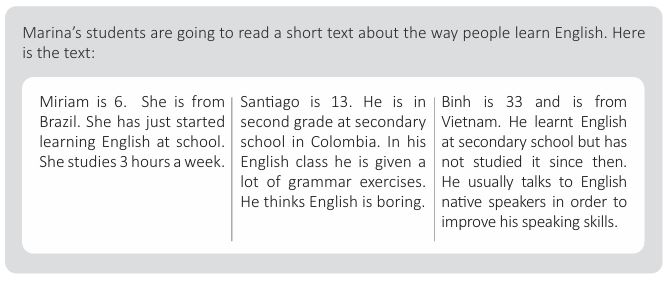 Marina's students are going to read a short text about the way people learn English. Here
is the text:
Miriam is 6. She is from
Brazil. She has just started
learning English at school.
She studies 3 hours a week.
Santiago is 13. He is in
second grade at secondary
school in Colombia. In his
English class he is given a
lot of grammar exercises.
He thinks English is boring.
Binh is 33 and is from
Vietnam. He learnt English
at secondary school but has
not studied it since then.
He usually talks to English
native speakers in order to
improve his speaking skills.